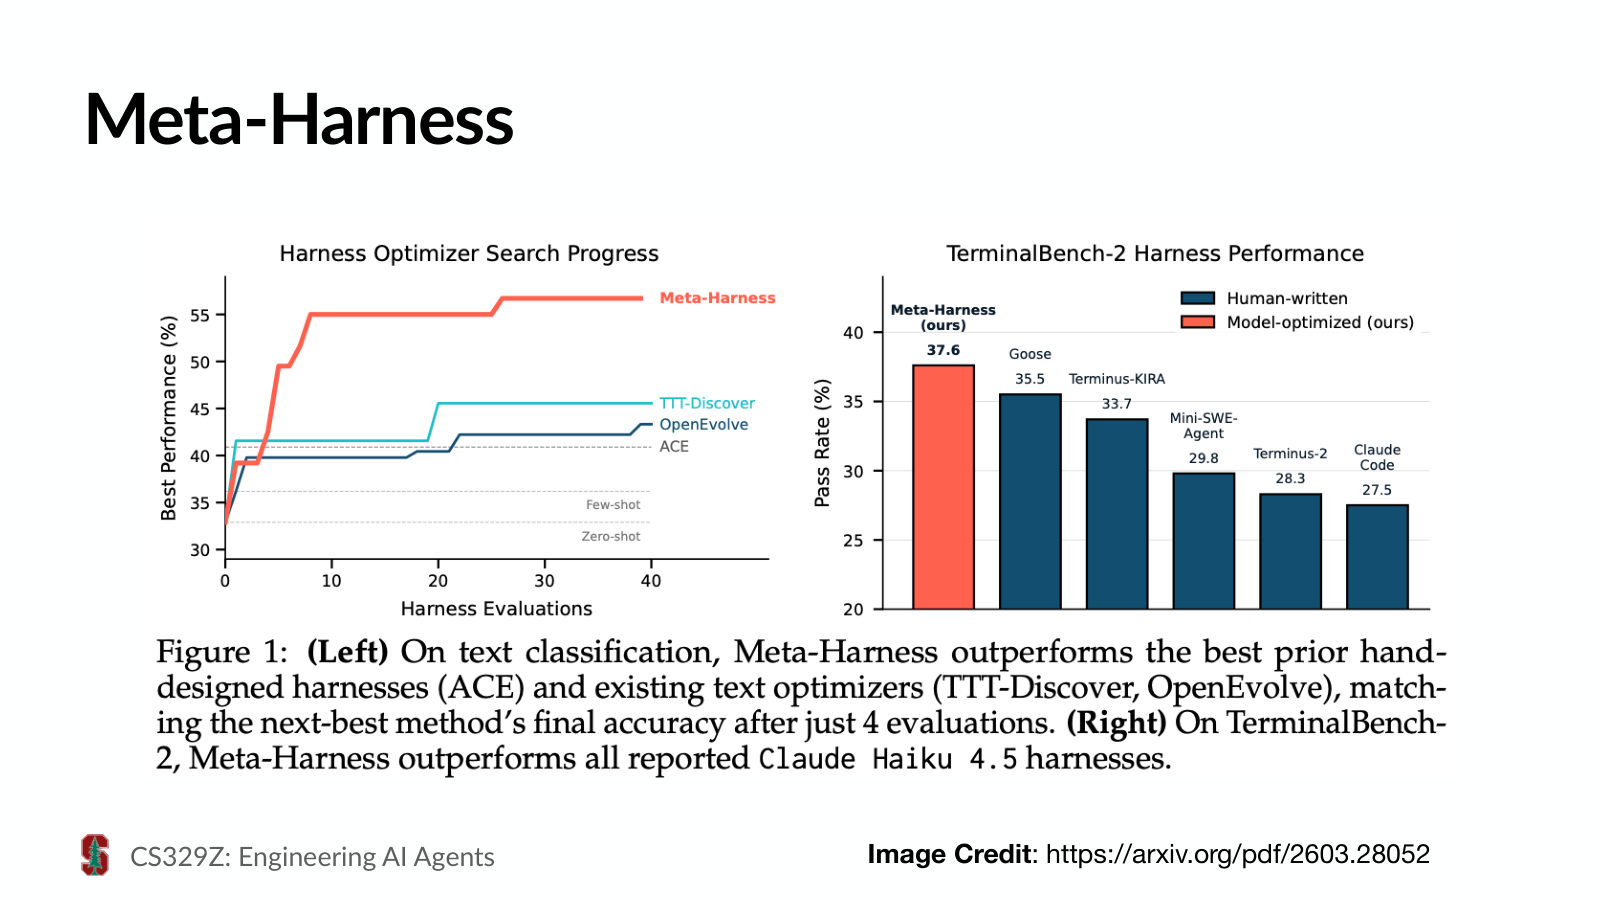 Meta-Harness
Harness Optimizer Search Progress
Best Performance (%)
55
50
45
40
35
30
0
10
20
30
40
Harness Evaluations
Meta-Harness
TTT-Discover
OpenEvolve
ACE
Few-shot
Zero-shot
TerminalBench-2 Harness Performance
Human-written
Model-optimized (ours)
Pass Rate (%)
40
35
30
25
20
Meta-Harness
(ours)
37.6
Goose
35.5
Terminus-KIRA
33.7
Mini-SWE-
Agent
29.8
Terminus-2
28.3
Claude
Code
27.5
Figure 1: (Left) On text classification, Meta-Harness outperforms the best prior hand-
designed harnesses (ACE) and existing text optimizers (TTT-Discover, OpenEvolve), match-
ing the next-best method's final accuracy after just 4 evaluations. (Right) On TerminalBench-
2, Meta-Harness outperforms all reported Claude Haiku 4.5 harnesses.
CS329Z: Engineering AI Agents
Image Credit: https://arxiv.org/pdf/2603.28052